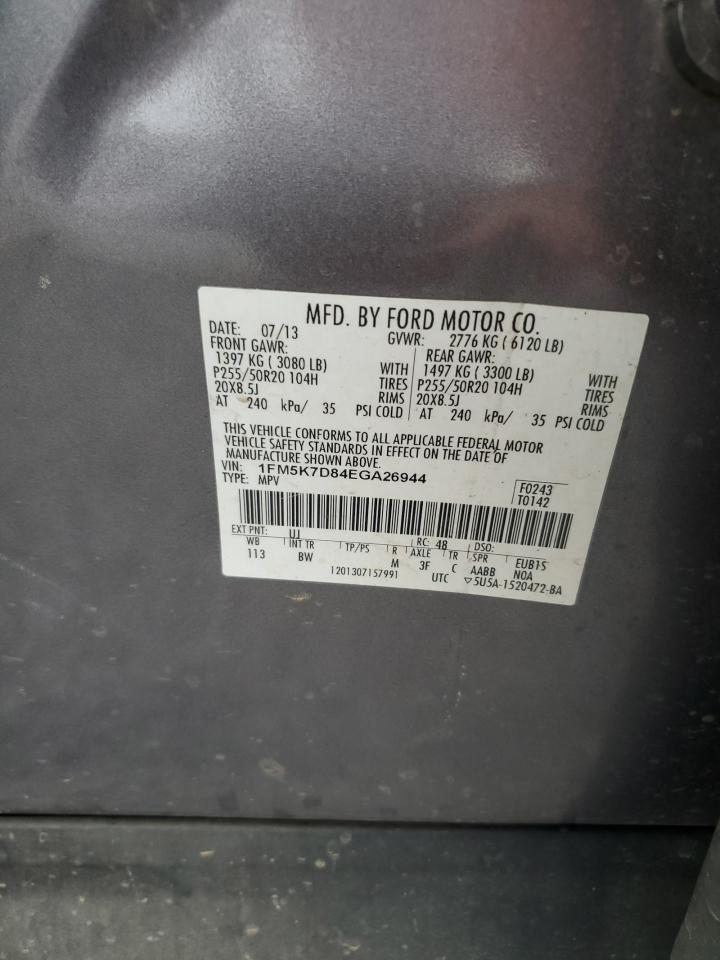 MFD. BY FORD MOTOR CO.
DATE: 07/13 GVWR: 2776 KG ( 6120 LB)
FRONT GAWR: REAR GAWR:
1397 KG ( 3080 LB) WITH 1497 KG ( 3300 LB) WITH
P255/50R20 104H TIRES P255/50R20 104H TIRES
20X8.5J RIMS 20X8.5J RIMS
AT 240 kPa/ 35 PSI COLD AT 240 kPa/ 35 PSI COLD
THIS VEHICLE CONFORMS TO ALL APPLICABLE FEDERAL MOTOR
VEHICLE SAFETY STANDARDS IN EFFECT ON THE DATE OF
MANUFACTURE SHOWN ABOVE.
VIN: 1FM5K7D84EGA26944 F0243
TYPE: MPV T0142
EXT PNT: UJ RC: 48 DSO:
WB INT TR TP/PS R AXLE TR SPR EUB1S
113 BW M 3F C AABB NOA
1201307157991 UTC ▽5U5A-1520472-BA